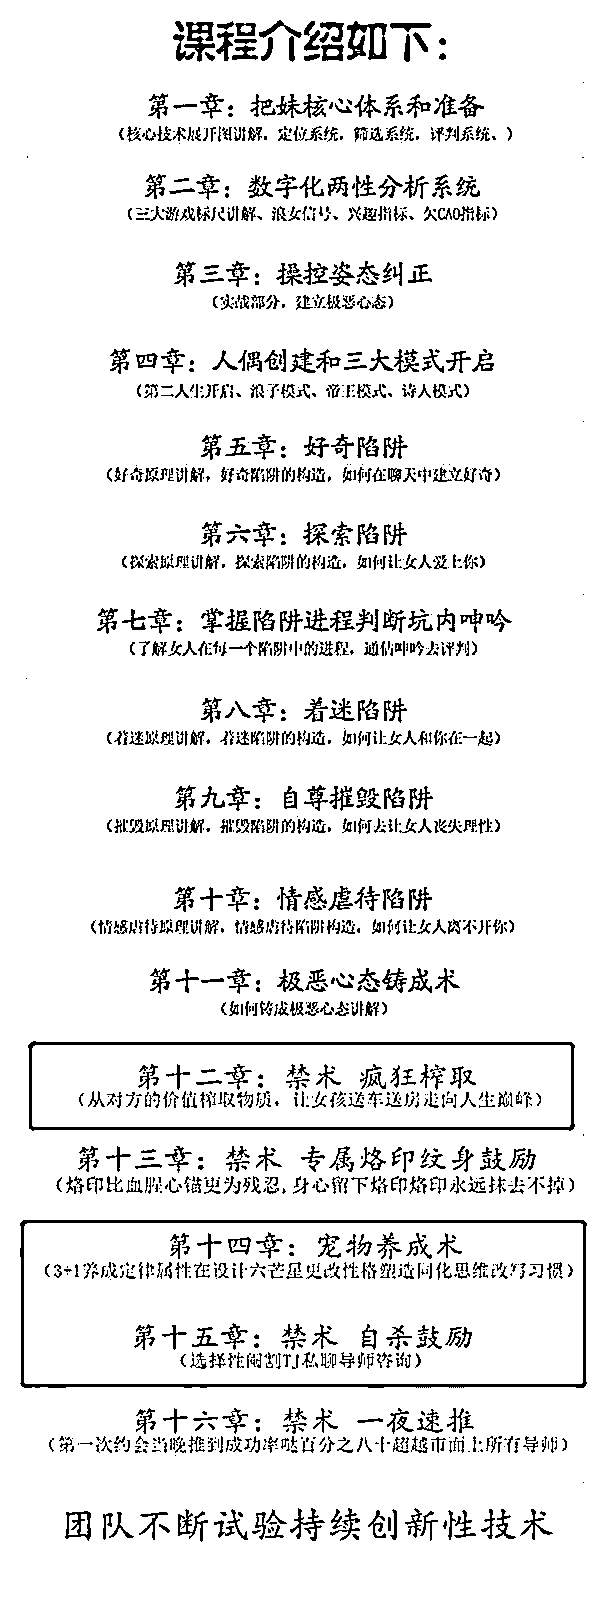 课程介绍如下：
第一章：把妹核心体系和准备
（核心技术展开图讲解，定位系统，筛选系统，评判系统、）
第二章：数字化两性分析系统
（三大游戏标尺讲解、浪女信号、兴趣指标、欠CAO指标）
第三章：操控姿态纠正
（实战部分，建立极恶心态）
第四章：人偶创建和三大模式开启
（第二人生开启、浪子模式、帝王模式、诗人模式）
第五章：好奇陷阱
（好奇原理讲解，好奇陷阱的构造，如何在聊天中建立好奇）
第六章：探索陷阱
（探索原理讲解，探索陷阱的构造，如何让女人爱上你）
第七章：掌握陷阱进程判断坑内呻吟
（了解女人在每一个陷阱中的进程，通信呻吟去评判）
第八章：着迷陷阱
（着迷原理讲解，着迷陷阱的构造，如何让女人和你在一起）
第九章：自尊摧毁陷阱
（摧毁原理讲解，摧毁陷阱的构造，如何去让女人丧失理性）
第十章：情感虐待陷阱
（情感虐待原理讲解，情感虐待陷阱构造，如何让女人离不开你）
第十一章：极恶心态铸成术
（如何铸成极恶心态讲解）
第十二章：禁术 疯狂榨取
（从对方的价值榨取物质，让女孩送车送房走向人生巅峰）
第十三章：禁术 专属烙印纹身鼓励
（烙印比血腥心锚更为残忍，身心留下烙印烙印永远抹去不掉）
第十四章：宠物养成术
（3+1养成定律属性在设计六芒星更改性格塑造同化思维改写习惯）
第十五章：禁术 自杀鼓励
（选择性阉割TJ私聊导师咨询）
第十六章：禁术 一夜速推
（第一次约会当晚推到成功率哒百分之八十超越市面上所有导师）
团队不断试验持续创新性技术